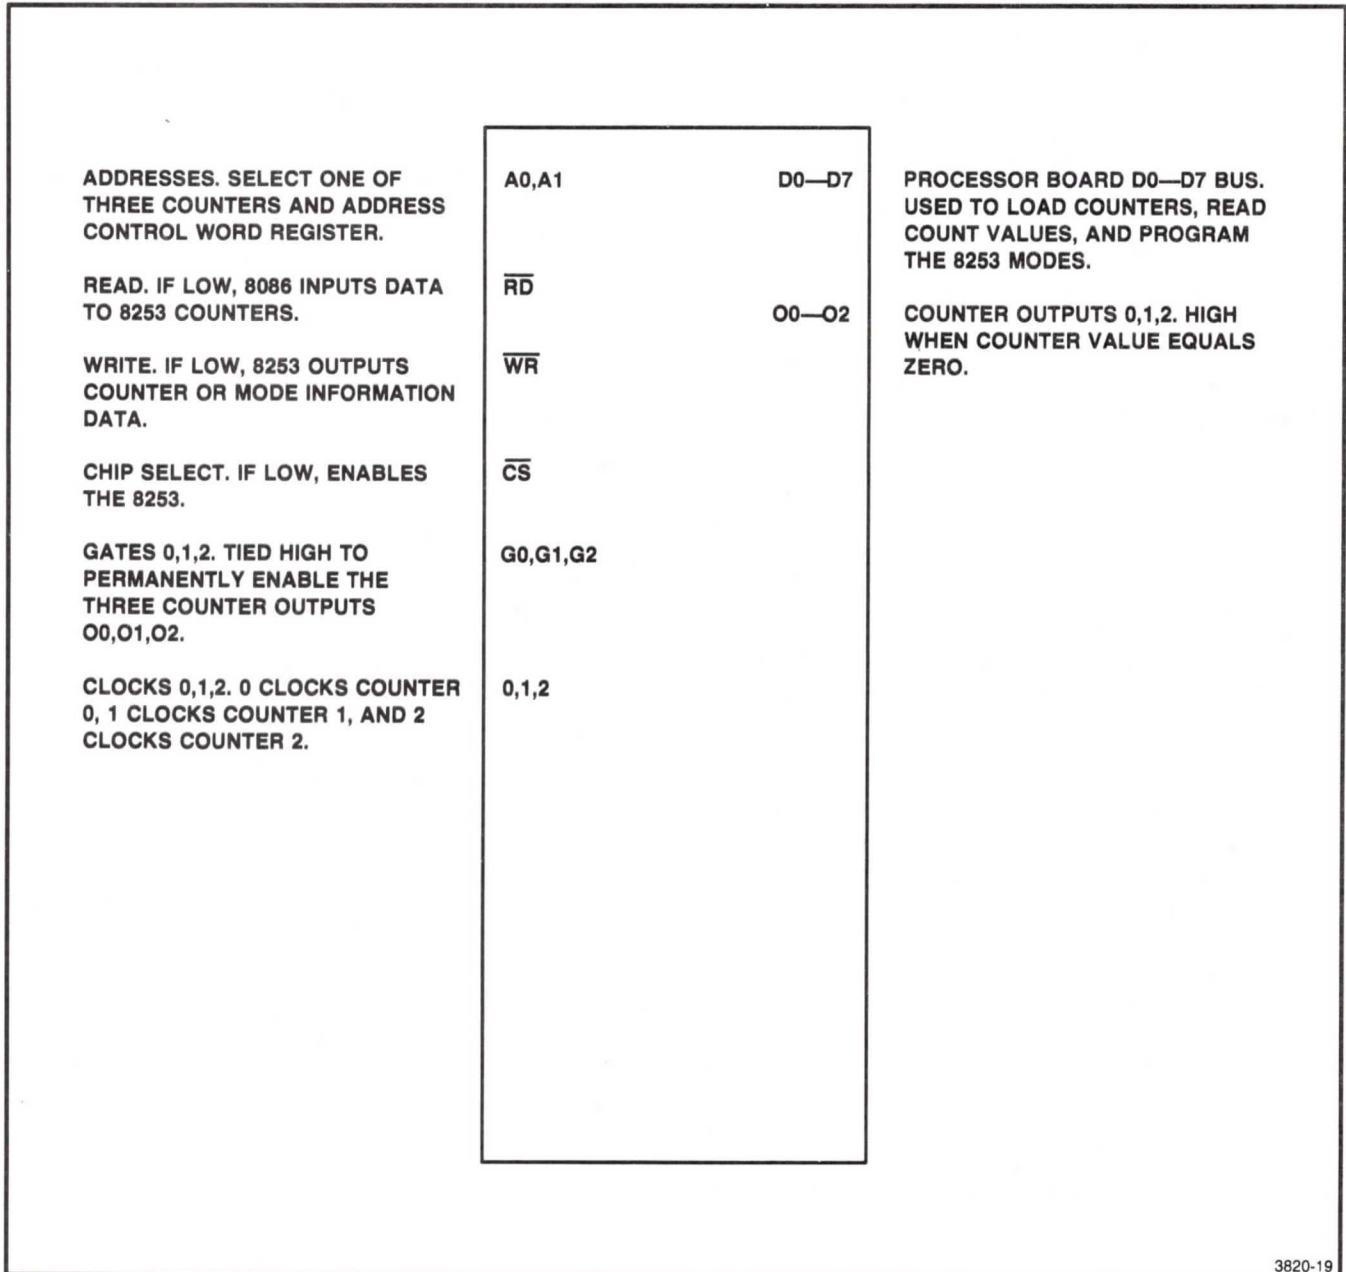 ADDRESSES. SELECT ONE OF
THREE COUNTERS AND ADDRESS
CONTROL WORD REGISTER.
READ. IF LOW, 8086 INPUTS DATA
TO 8253 COUNTERS.
WRITE. IF LOW, 8253 OUTPUTS
COUNTER OR MODE INFORMATION
DATA.
CHIP SELECT. IF LOW, ENABLES
THE 8253.
GATES 0,1,2. TIED HIGH TO
PERMANENTLY ENABLE THE
THREE COUNTER OUTPUTS
O0,O1,O2.
CLOCKS 0,1,2. 0 CLOCKS COUNTER
0, 1 CLOCKS COUNTER 1, AND 2
CLOCKS COUNTER 2.
A0,A1
R̅D̅
W̅R̅
C̅S̅
G0,G1,G2
0,1,2
D0—D7
O0—O2
PROCESSOR BOARD D0—D7 BUS.
USED TO LOAD COUNTERS, READ
COUNT VALUES, AND PROGRAM
THE 8253 MODES.
COUNTER OUTPUTS 0,1,2. HIGH
WHEN COUNTER VALUE EQUALS
ZERO.
3820-19